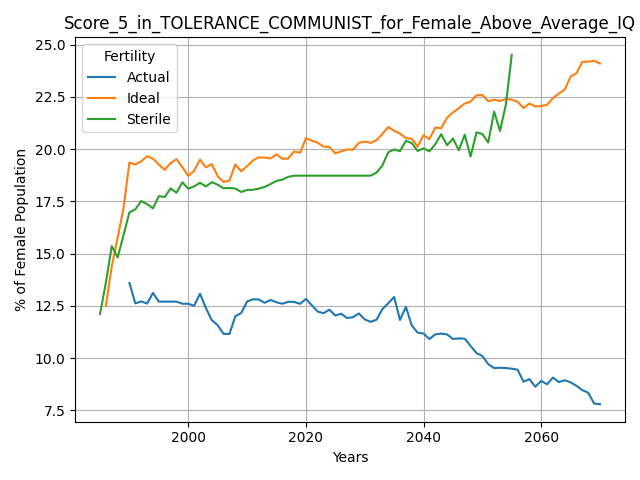 Score_5_in_TOLERANCE_COMMUNIST_for_Female_Above_Average_IQ
Fertility
Actual
Ideal
Sterile
% of Female Population
25.0
22.5
20.0
17.5
15.0
12.5
10.0
7.5
2000
2020
2040
2060
Years